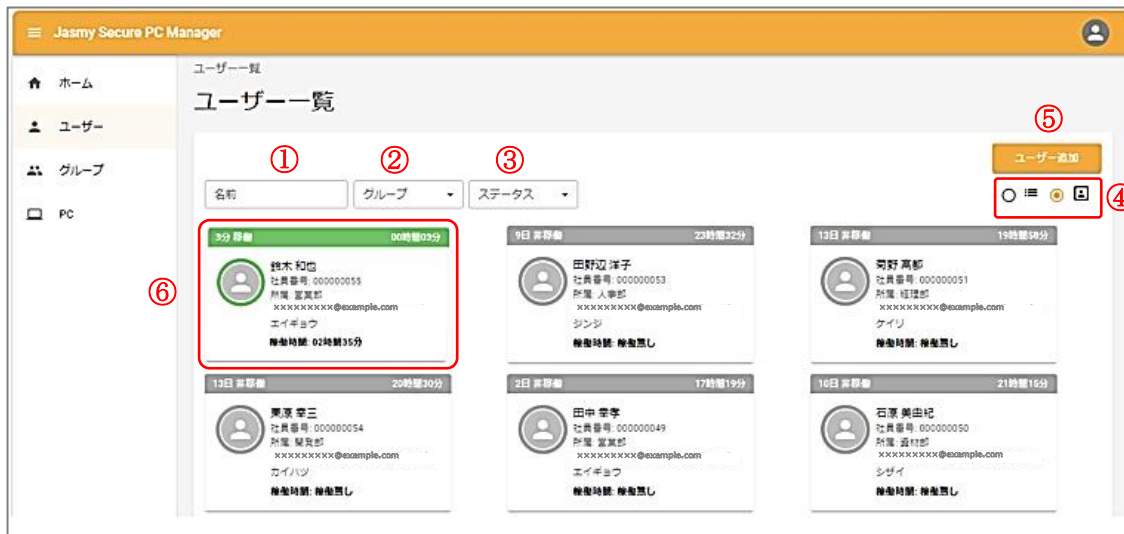 Jasmy Secure PC Manager
ホーム
ユーザー
グループ
PC
ユーザー一覧
ユーザー一覧
⑤
ユーザー追加
① ② ③
名前 グループ ステータス
④
⑥
3分 稼働 00時間03分
鈴木 和也
社員番号: 000000055
所属: 営業部
xxxxxxxxx@example.com
エイギョウ
稼働時間: 02時間35分
9日 非稼働 23時間32分
田野辺 洋子
社員番号: 000000053
所属: 人事部
xxxxxxxxx@example.com
ジンジ
稼働時間: 稼働無し
13日 非稼働 19時間58分
菊野 高都
社員番号: 000000051
所属: 経理部
xxxxxxxxx@example.com
ケイリ
稼働時間: 稼働無し
13日 非稼働 20時間30分
栗原 幸三
社員番号: 000000054
所属: 開発部
xxxxxxxxx@example.com
カイハツ
稼働時間: 稼働無し
2日 非稼働 17時間19分
田中 幸孝
社員番号: 000000049
所属: 営業部
xxxxxxxxx@example.com
エイギョウ
稼働時間: 稼働無し
10日 非稼働 21時間16分
石原 美由紀
社員番号: 000000050
所属: 資材部
xxxxxxxxx@example.com
シザイ
稼働時間: 稼働無し